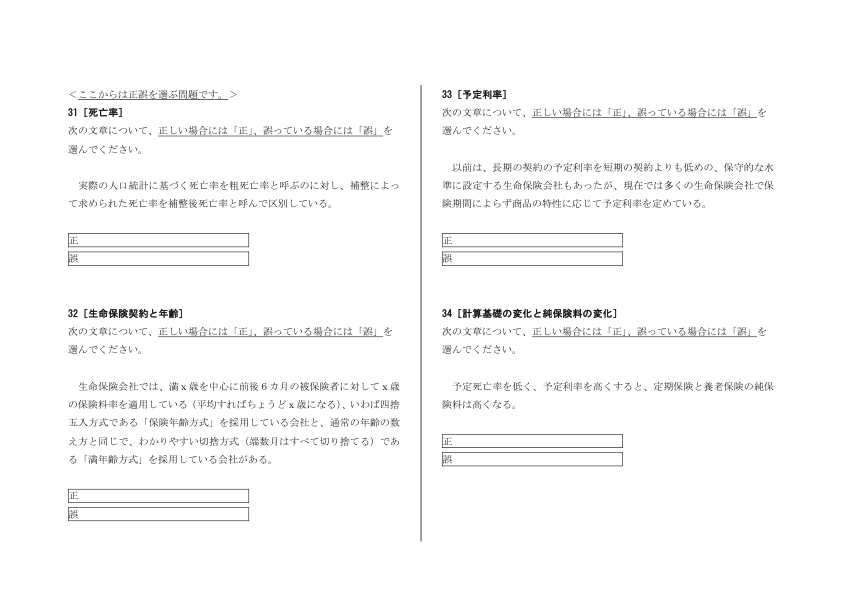 ＜ここからは正誤を選ぶ問題です。＞
31［死亡率］
次の文章について、正しい場合には「正」、誤っている場合には「誤」を
選んでください。
実際の人口統計に基づく死亡率を粗死亡率と呼ぶのに対し、補整によっ
て求められた死亡率を補整後死亡率と呼んで区別している。
正
誤
32［生命保険契約と年齢］
次の文章について、正しい場合には「正」、誤っている場合には「誤」を
選んでください。
生命保険会社では、満ｘ歳を中心に前後６カ月の被保険者に対してｘ歳
の保険料率を適用している（平均すればちょうどｘ歳になる）、いわば四捨
五入方式である「保険年齢方式」を採用している会社と、通常の年齢の数
え方と同じで、わかりやすい切捨方式（端数月はすべて切り捨てる）であ
る「満年齢方式」を採用している会社がある。
正
誤
33［予定利率］
次の文章について、正しい場合には「正」、誤っている場合には「誤」を
選んでください。
以前は、長期の契約の予定利率を短期の契約よりも低めの、保守的な水
準に設定する生命保険会社もあったが、現在では多くの生命保険会社で保
険期間によらず商品の特性に応じて予定利率を定めている。
正
誤
34［計算基礎の変化と純保険料の変化］
次の文章について、正しい場合には「正」、誤っている場合には「誤」を
選んでください。
予定死亡率を低く、予定利率を高くすると、定期保険と養老保険の純保
険料は高くなる。
正
誤